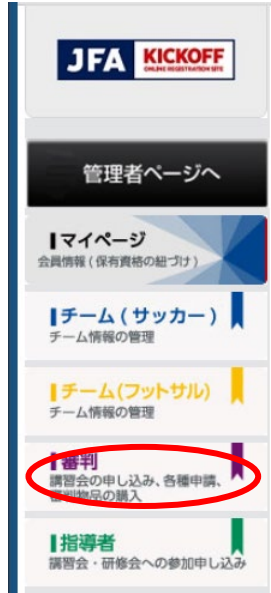 JFA KICKOFF
ONLINE REGISTRATION SITE
管理者ページへ
マイページ
会員情報(保有資格の紐づけ)
チーム(サッカー)
チーム情報の管理
チーム(フットサル)
チーム情報の管理
審判
講習会の申し込み、各種申請、
審判物品の購入
指導者
講習会・研修会への参加申し込み